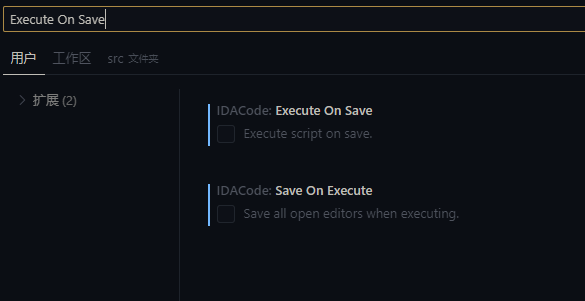 Execute On Save
用户 工作区 src 文件夹
扩展 (2)
IDACode: Execute On Save
Execute script on save.
IDACode: Save On Execute
Save all open editors when executing.